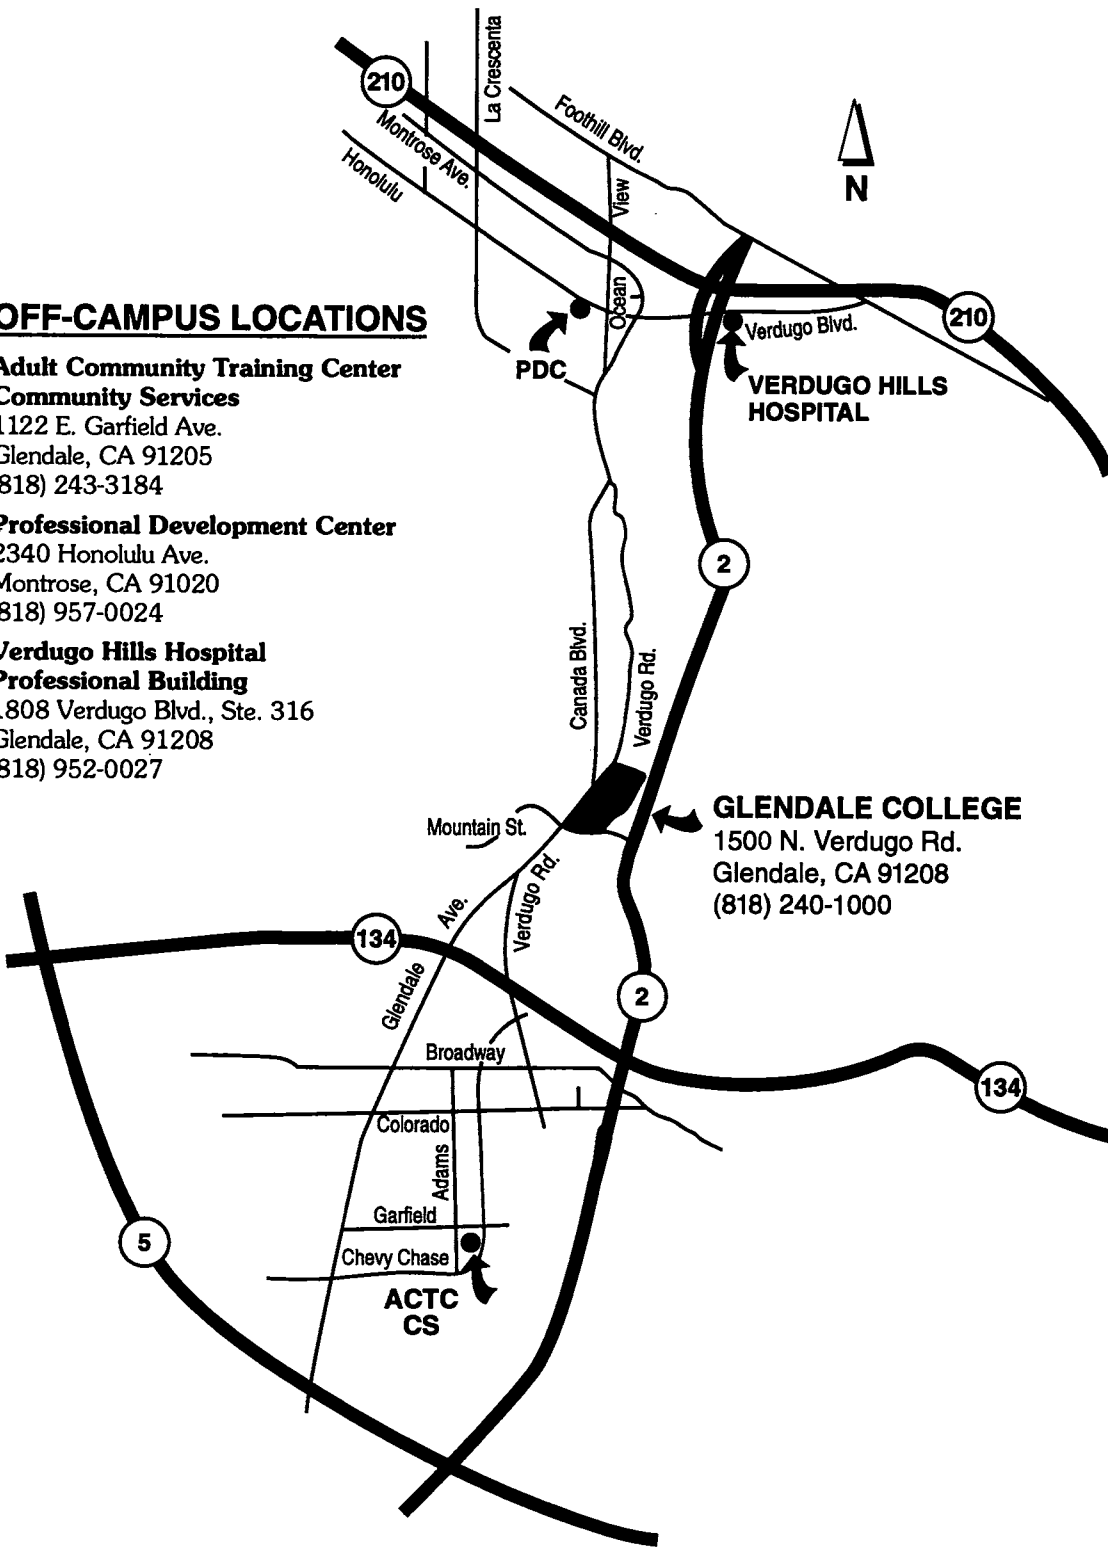 210
La Crescenta
Foothill Blvd.
Montrose Ave.
Honolulu
View
Ocean
N
210
Verdugo Blvd.
PDC
VERDUGO HILLS
HOSPITAL
OFF-CAMPUS LOCATIONS
Adult Community Training Center
Community Services
1122 E. Garfield Ave.
Glendale, CA 91205
818) 243-3184
Professional Development Center
2340 Honolulu Ave.
Montrose, CA 91020
818) 957-0024
Verdugo Hills Hospital
Professional Building
1808 Verdugo Blvd., Ste. 316
Glendale, CA 91208
818) 952-0027
2
Canada Blvd.
Verdugo Rd.
Mountain St.
GLENDALE COLLEGE
1500 N. Verdugo Rd.
Glendale, CA 91208
(818) 240-1000
Verdugo Rd.
Glendale Ave.
134
2
Broadway
134
Colorado
Adams
Garfield
Chevy Chase
5
ACTC
CS